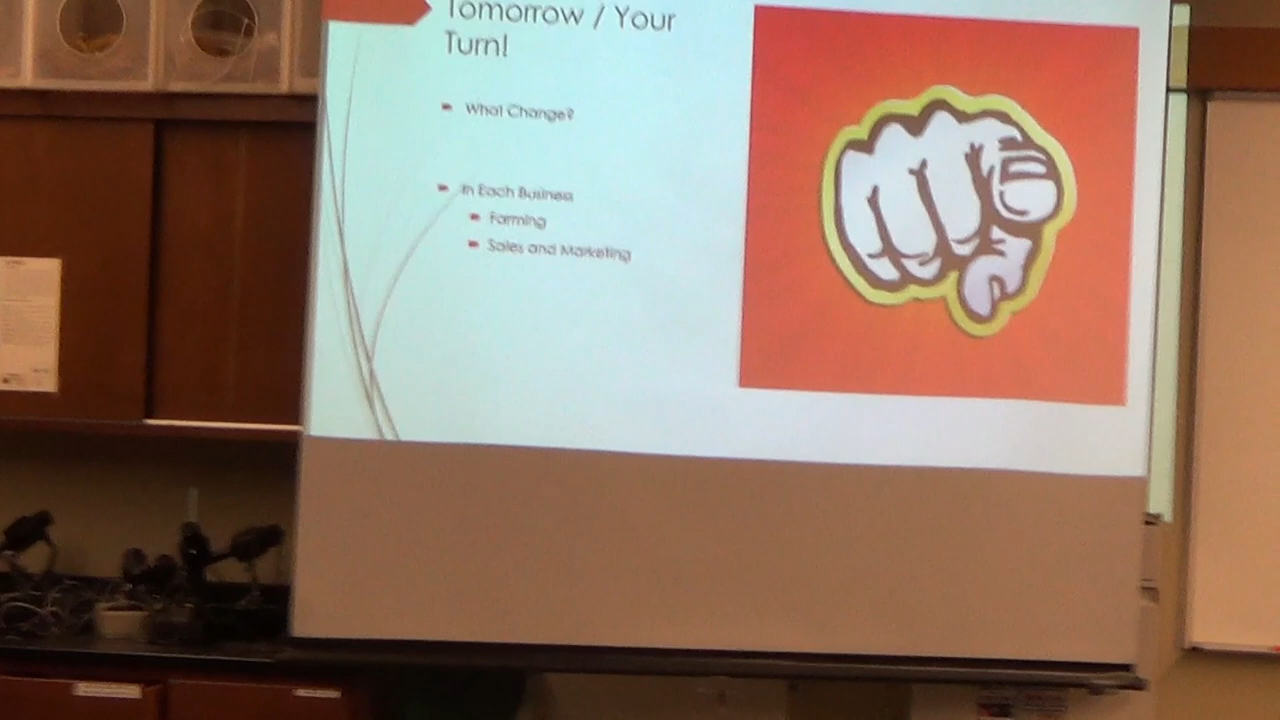 Tomorrow / Your
Turn!
What Change?
In Each Business
Farming
Sales and Marketing